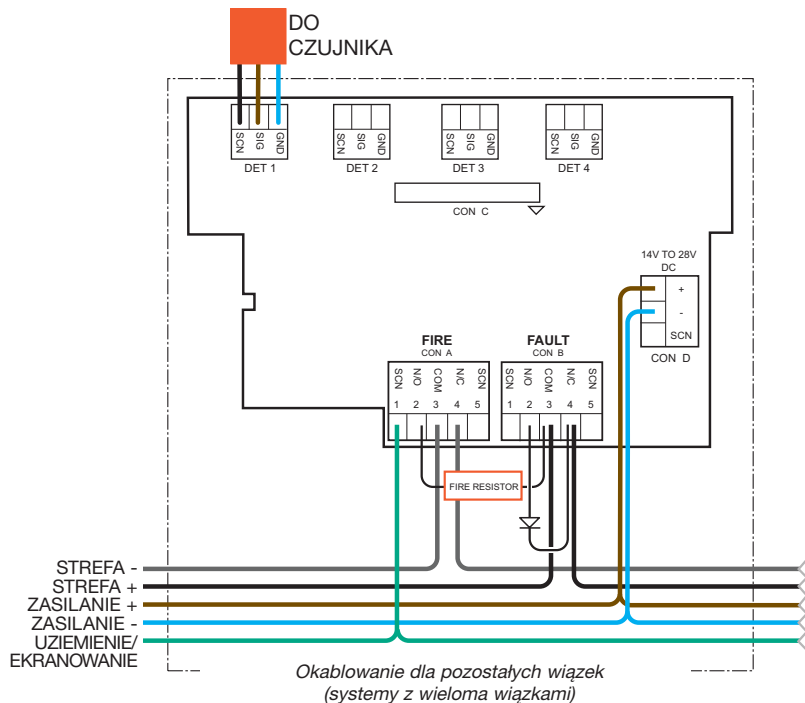 DO
CZUJNIKA
SCN SIG GND
DET 1
SCN SIG GND
DET 2
SCN SIG GND
DET 3
SCN SIG GND
DET 4
CON C
14V TO 28V
DC
+
-
SCN
CON D
FIRE
CON A
SCN N/O COM N/C SCN
1 2 3 4 5
FAULT
CON B
SCN N/O COM N/C SCN
1 2 3 4 5
FIRE RESISTOR
STREFA -
STREFA +
ZASILANIE +
ZASILANIE -
UZIEMIENIE/
EKRANOWANIE
Okablowanie dla pozostałych wiązek
(systemy z wieloma wiązkami)